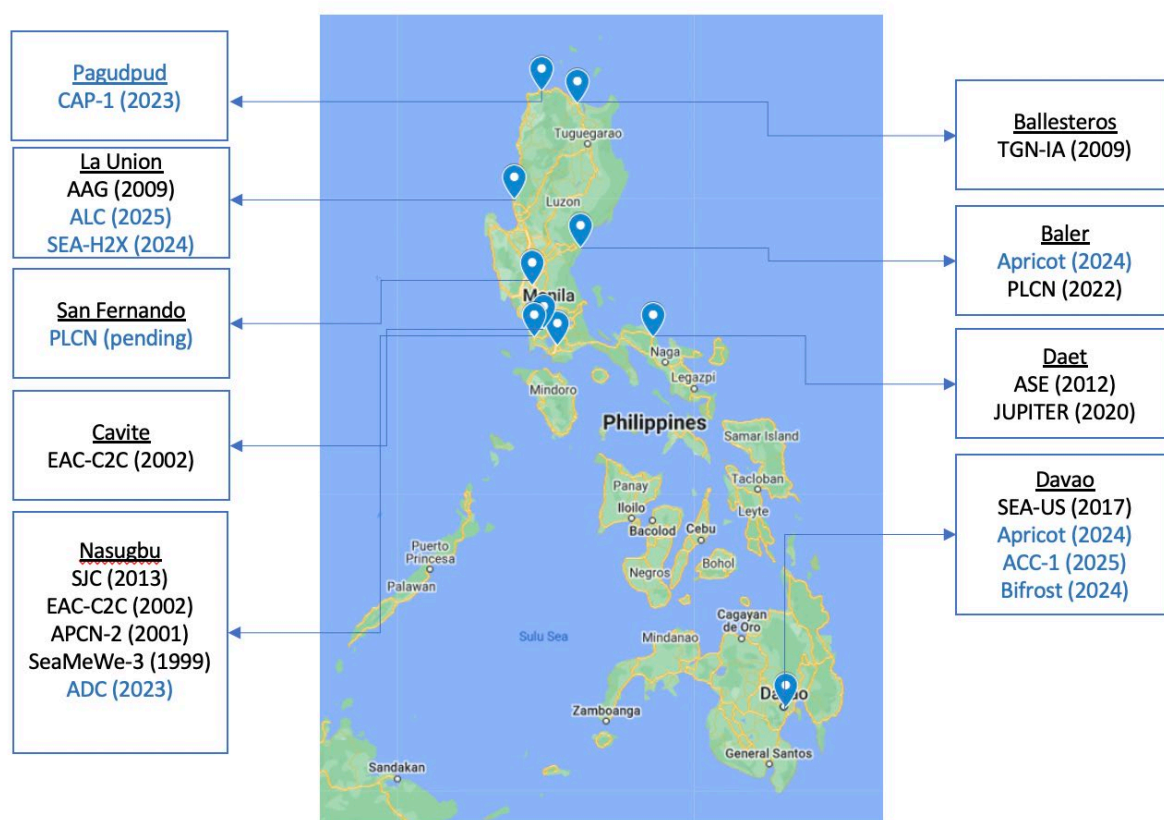 Pagudpud
CAP-1 (2023)
La Union
AAG (2009)
ALC (2025)
SEA-H2X (2024)
San Fernando
PLCN (pending)
Cavite
EAC-C2C (2002)
Nasugbu
SJC (2013)
EAC-C2C (2002)
APCN-2 (2001)
SeaMeWe-3 (1999)
ADC (2023)
Tuguegarao
Luzon
Manila
Naga
Legazpi
Mindoro
Philippines
Samar Island
Tacloban
Panay
Iloilo
Leyte
Bacolod
Cebu
Puerto
Princesa
Negros
Bohol
Palawan
Cagayan
de Oro
Sulu Sea
Mindanao
Davao
Zamboanga
General Santos
Sandakan
Ballesteros
TGN-IA (2009)
Baler
Apricot (2024)
PLCN (2022)
Daet
ASE (2012)
JUPITER (2020)
Davao
SEA-US (2017)
Apricot (2024)
ACC-1 (2025)
Bifrost (2024)